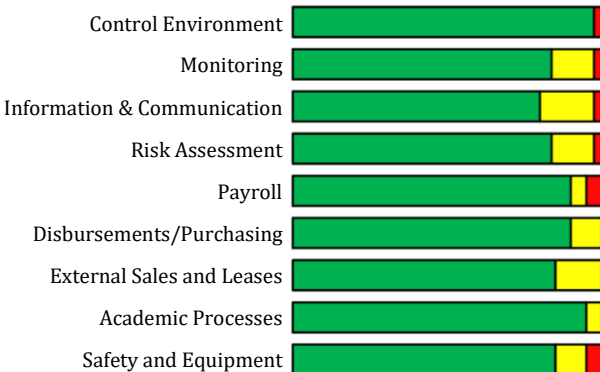 Control Environment
Monitoring
Information & Communication
Risk Assessment
Payroll
Disbursements/Purchasing
External Sales and Leases
Academic Processes
Safety and Equipment